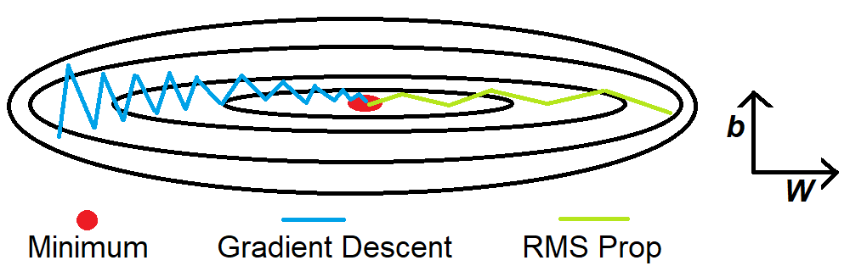 b
W
Minimum
Gradient Descent
RMS Prop